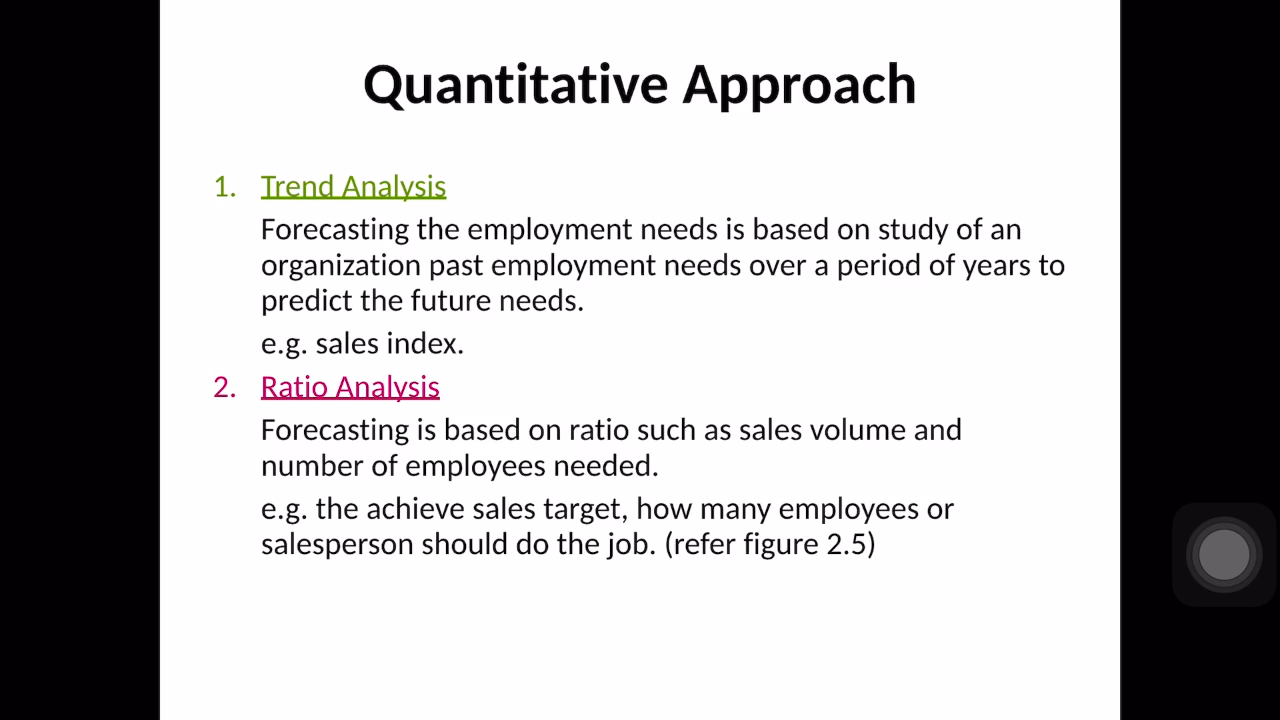 Quantitative Approach
1. Trend Analysis
Forecasting the employment needs is based on study of an
organization past employment needs over a period of years to
predict the future needs.
e.g. sales index.
2. Ratio Analysis
Forecasting is based on ratio such as sales volume and
number of employees needed.
e.g. the achieve sales target, how many employees or
salesperson should do the job. (refer figure 2.5)